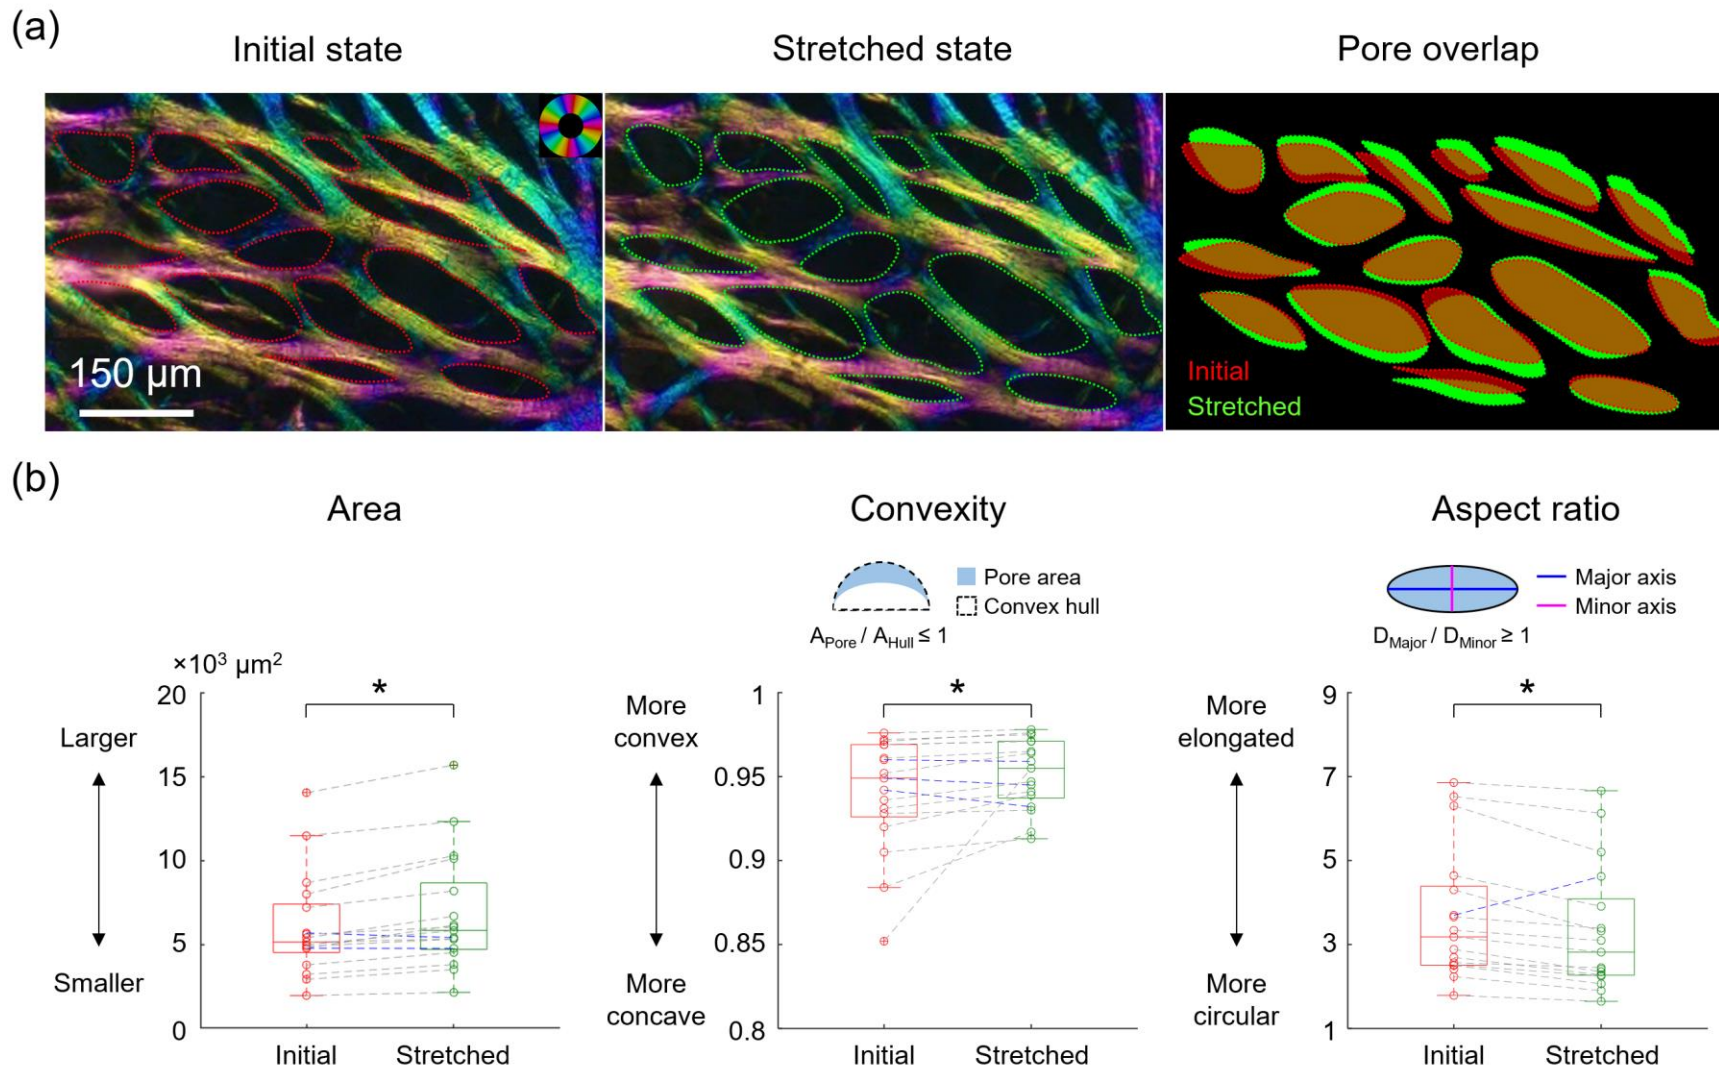 (a)
Initial state
Stretched state
Pore overlap
150 µm
Initial
Stretched
(b)
Area
Convexity
Aspect ratio
Pore area
Convex hull
A_Pore / A_Hull ≤ 1
Major axis
Minor axis
D_Major / D_Minor ≥ 1
×10³ µm²
Larger
Smaller
20
15
10
5
0
*
Initial
Stretched
More
convex
More
concave
1
0.95
0.9
0.85
0.8
*
Initial
Stretched
More
elongated
More
circular
9
7
5
3
1
*
Initial
Stretched